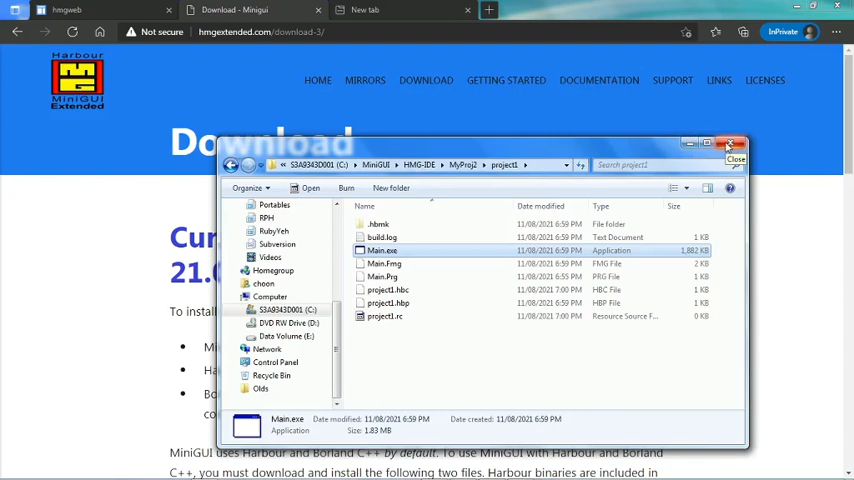 hmgweb
Download - Minigui
New tab
Not secure
hmgextended.com/download-3/
InPrivate
Harbour
MiniGUI
Extended
HOME MIRRORS DOWNLOAD GETTING STARTED DOCUMENTATION SUPPORT LINKS LICENSES
Download
Close
« S3A9343D001 (C:) MiniGUI HMG-IDE MyProj2 project1
Search project1
Organize Open Burn New folder
Name Date modified Type Size
Portables
RPH
RubyYeh
Subversion
Videos
Homegroup
choon
Computer
S3A9343D001 (C:)
DVD RW Drive (D:)
Data Volume (E:)
Network
Control Panel
Recycle Bin
Olds
.hbmk 11/08/2021 6:59 PM File folder
build.log 11/08/2021 6:59 PM Text Document 1 KB
Main.exe 11/08/2021 6:59 PM Application 1,882 KB
Main.Fmg 11/08/2021 6:59 PM FMG File 2 KB
Main.Prg 11/08/2021 6:55 PM PRG File 1 KB
project1.hbc 11/08/2021 7:00 PM HBC File 1 KB
project1.hbp 11/08/2021 6:59 PM HBP File 1 KB
project1.rc 11/08/2021 7:00 PM Resource Source F... 0 KB
Main.exe Date modified: 11/08/2021 6:59 PM Date created: 11/08/2021 6:59 PM
Application Size: 1.83 MB
Cur
21.0
To install
Mi
Ha
Bo
co
MiniGUI uses Harbour and Borland C++ by default. To use MiniGUI with Harbour and Borland
C++, you must download and install the following two files. Harbour binaries are included in